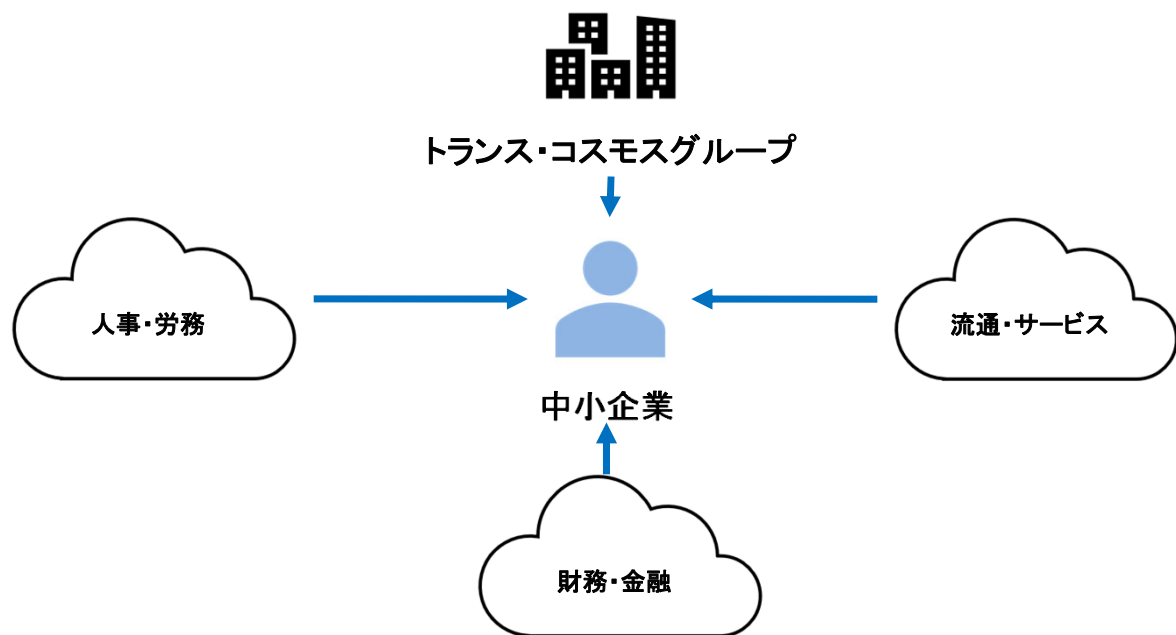 トランス・コスモスグループ
人事・労務
流通・サービス
中小企業
財務・金融